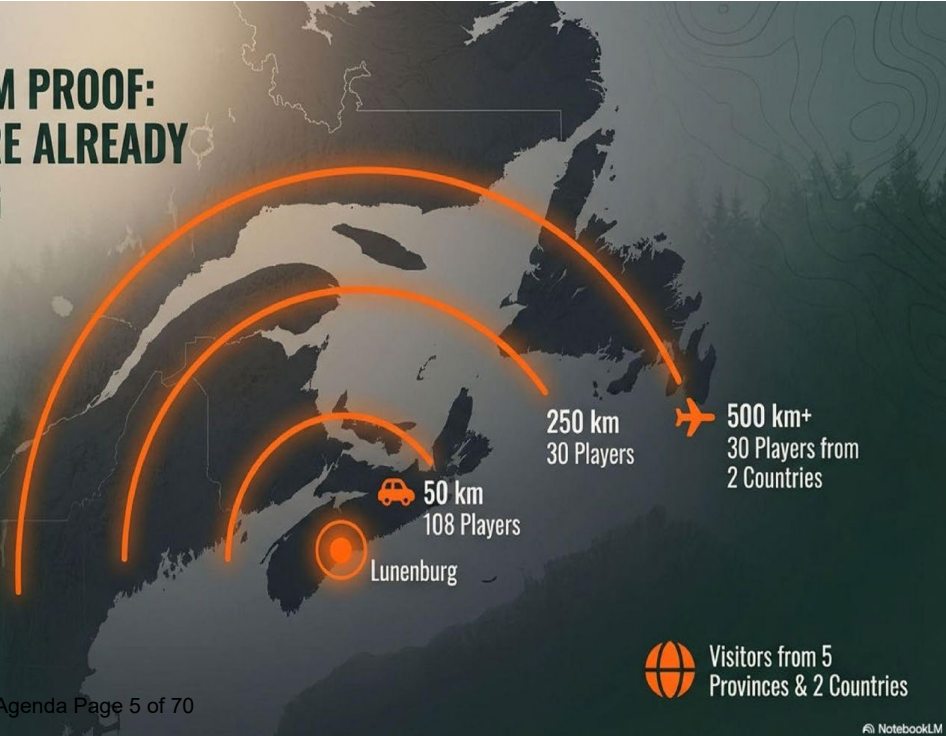 M PROOF:
RE ALREADY
250 km
30 Players
500 km+
30 Players from
2 Countries
50 km
108 Players
Lunenburg
Visitors from 5
Provinces & 2 Countries
Agenda Page 5 of 70
NotebookLM